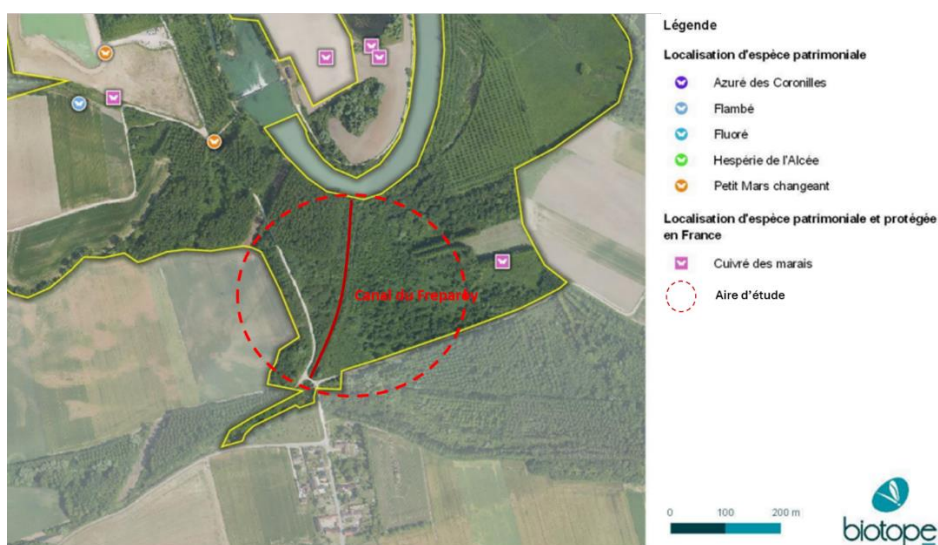 Canal du Freparoy
Légende
Localisation d'espèce patrimoniale
Azuré des Coronilles
Flambé
Fluoré
Hespérie de l'Alcée
Petit Mars changeant
Localisation d'espèce patrimoniale et protégée
en France
Cuivré des marais
Aire d'étude
0 100 200 m
biotope